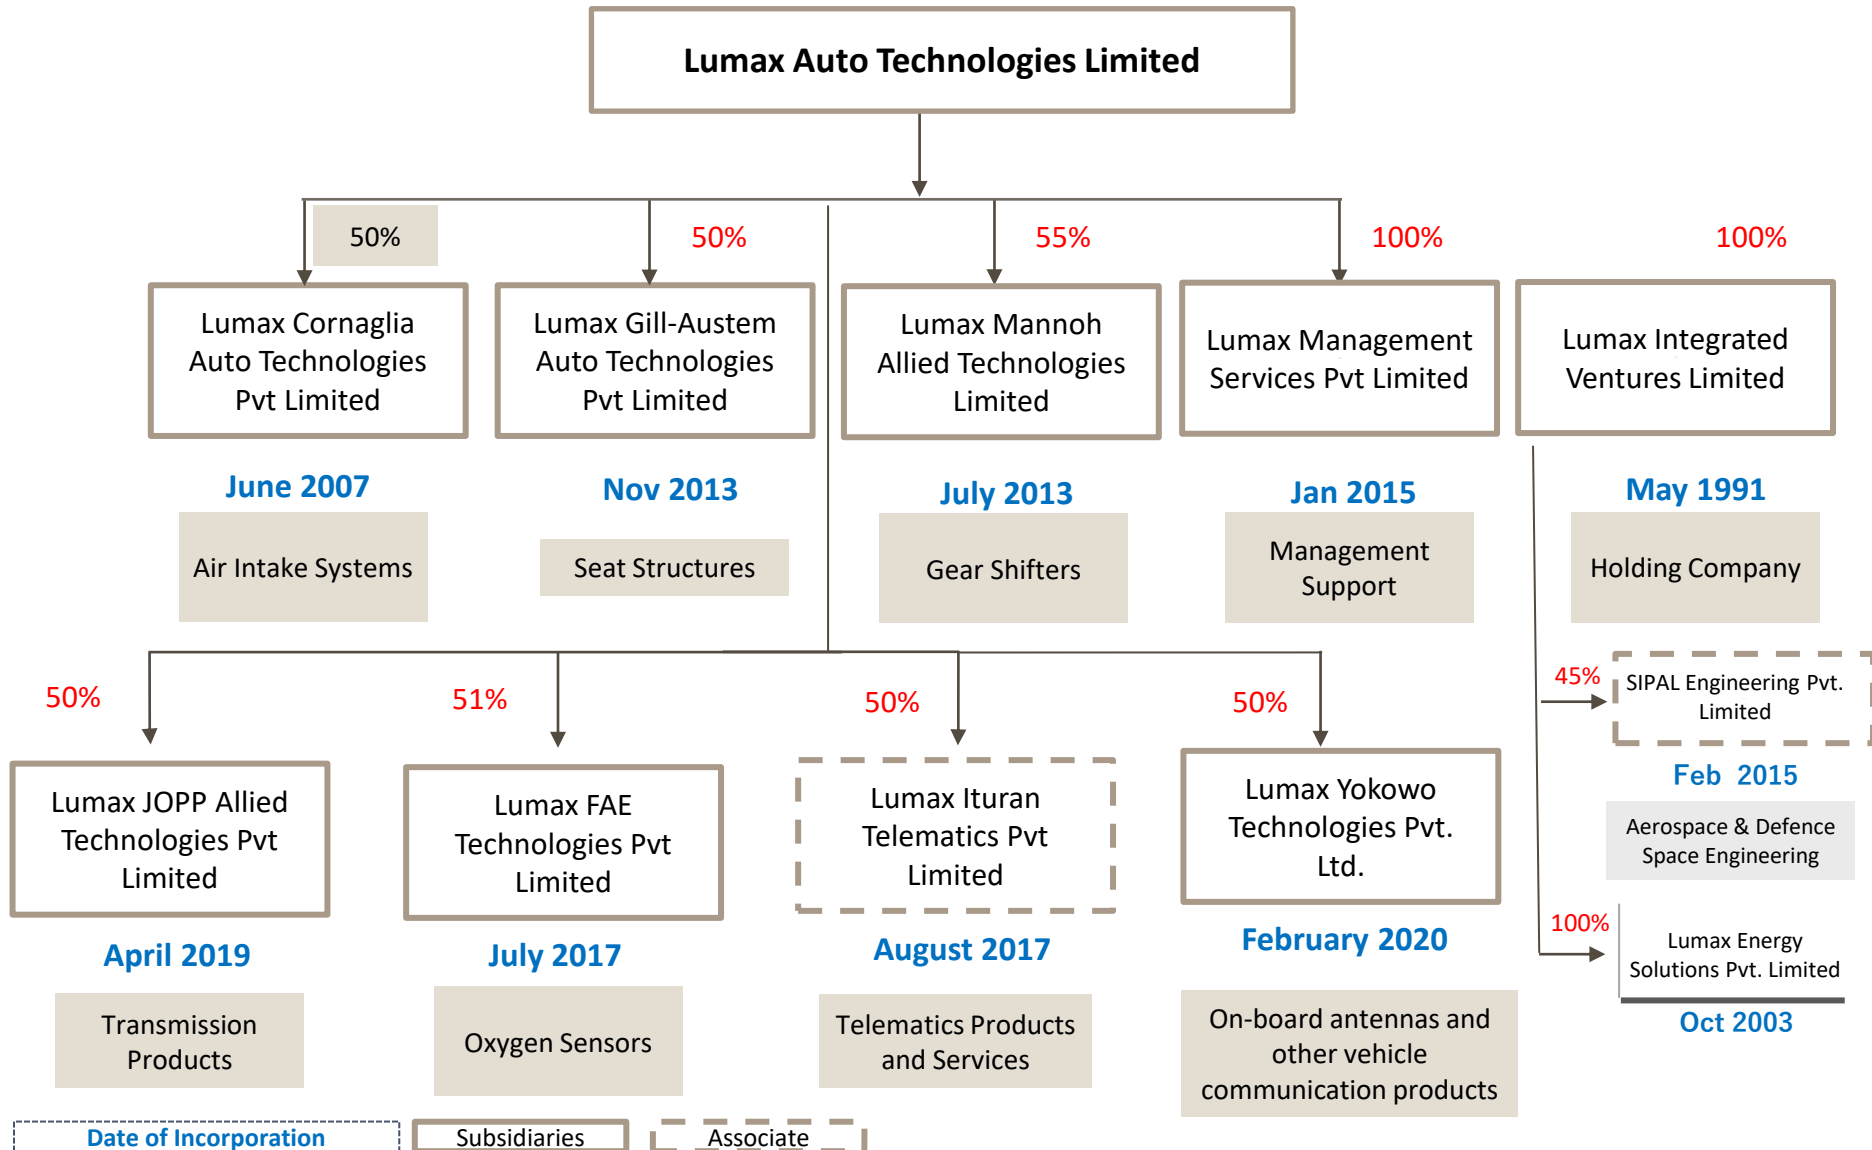 Lumax Auto Technologies Limited
50%
50%
55%
100%
100%
Lumax Cornaglia
Auto Technologies
Pvt Limited
Lumax Gill-Austem
Auto Technologies
Pvt Limited
Lumax Mannoh
Allied Technologies
Limited
Lumax Management
Services Pvt Limited
Lumax Integrated
Ventures Limited
June 2007
Nov 2013
July 2013
Jan 2015
May 1991
Air Intake Systems
Seat Structures
Gear Shifters
Management
Support
Holding Company
50%
51%
50%
50%
45%
SIPAL Engineering Pvt.
Limited
Feb 2015
Aerospace & Defence
Space Engineering
100%
Lumax Energy
Solutions Pvt. Limited
Oct 2003
Lumax JOPP Allied
Technologies Pvt
Limited
Lumax FAE
Technologies Pvt
Limited
Lumax Ituran
Telematics Pvt
Limited
Lumax Yokowo
Technologies Pvt.
Ltd.
April 2019
July 2017
August 2017
February 2020
Transmission
Products
Oxygen Sensors
Telematics Products
and Services
On-board antennas and
other vehicle
communication products
Date of Incorporation
Subsidiaries
Associate